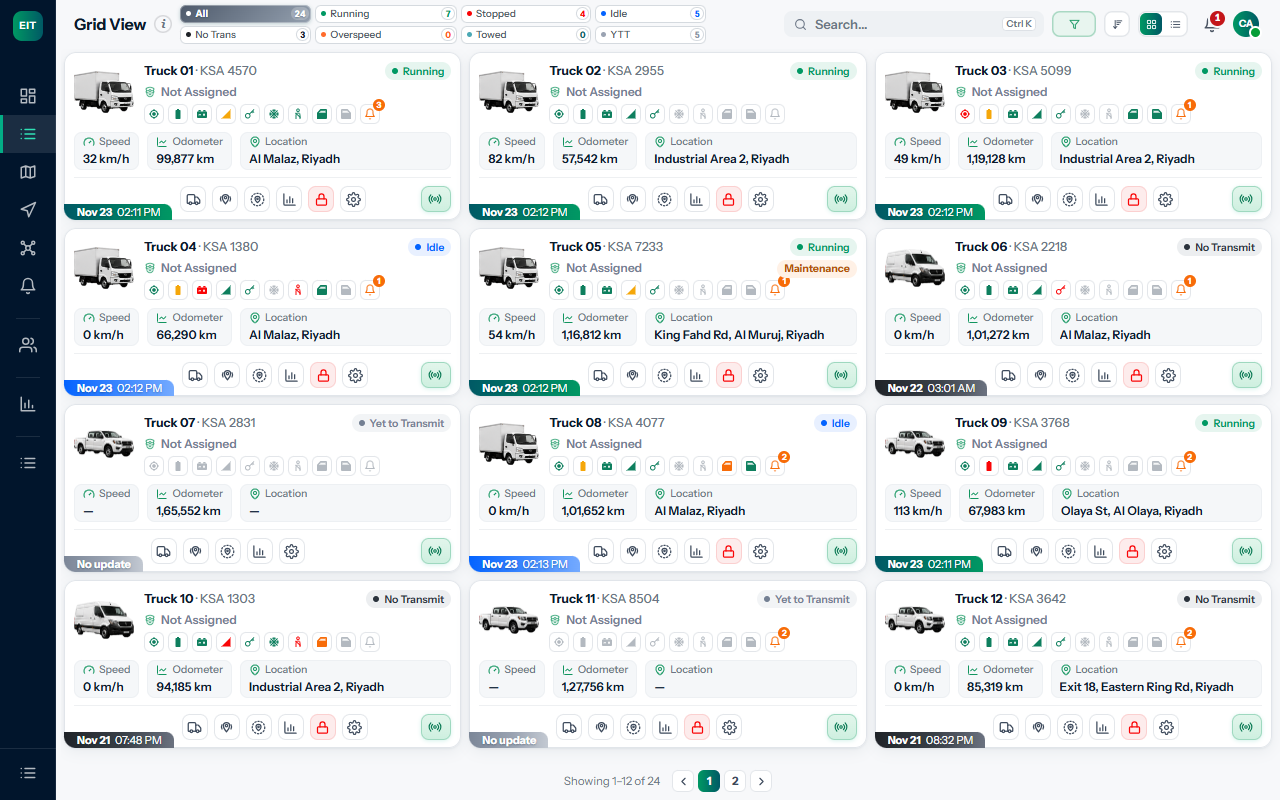 EIT
Grid View
All 24
Running 7
Stopped 4
Idle 5
No Trans 3
Overspeed 0
Towed 0
YTT 5
Search...
Ctrl K
1
CA
Truck 01 · KSA 4570
Running
Not Assigned
3
Speed
32 km/h
Odometer
99,877 km
Location
Al Malaz, Riyadh
Nov 23 02:11 PM
Truck 02 · KSA 2955
Running
Not Assigned
Speed
82 km/h
Odometer
57,542 km
Location
Industrial Area 2, Riyadh
Nov 23 02:12 PM
Truck 03 · KSA 5099
Running
Not Assigned
1
Speed
49 km/h
Odometer
1,19,128 km
Location
Industrial Area 2, Riyadh
Nov 23 02:12 PM
Truck 04 · KSA 1380
Idle
Not Assigned
1
Speed
0 km/h
Odometer
66,290 km
Location
Al Malaz, Riyadh
Nov 23 02:12 PM
Truck 05 · KSA 7233
Running
Not Assigned
Maintenance
1
Speed
54 km/h
Odometer
1,16,812 km
Location
King Fahd Rd, Al Muruj, Riyadh
Nov 23 02:12 PM
Truck 06 · KSA 2218
No Transmit
Not Assigned
1
Speed
0 km/h
Odometer
1,01,272 km
Location
Al Malaz, Riyadh
Nov 22 03:01 AM
Truck 07 · KSA 2831
Yet to Transmit
Not Assigned
Speed
—
Odometer
1,65,552 km
Location
—
No update
Truck 08 · KSA 4077
Idle
Not Assigned
2
Speed
0 km/h
Odometer
1,01,652 km
Location
Al Malaz, Riyadh
Nov 23 02:13 PM
Truck 09 · KSA 3768
Running
Not Assigned
2
Speed
113 km/h
Odometer
67,983 km
Location
Olaya St, Al Olaya, Riyadh
Nov 23 02:11 PM
Truck 10 · KSA 1303
No Transmit
Not Assigned
Speed
0 km/h
Odometer
94,185 km
Location
Industrial Area 2, Riyadh
Nov 21 07:48 PM
Truck 11 · KSA 8504
Yet to Transmit
Not Assigned
2
Speed
—
Odometer
1,27,756 km
Location
—
No update
Truck 12 · KSA 3642
No Transmit
Not Assigned
2
Speed
0 km/h
Odometer
85,319 km
Location
Exit 18, Eastern Ring Rd, Riyadh
Nov 21 08:32 PM
Showing 1–12 of 24
1
2